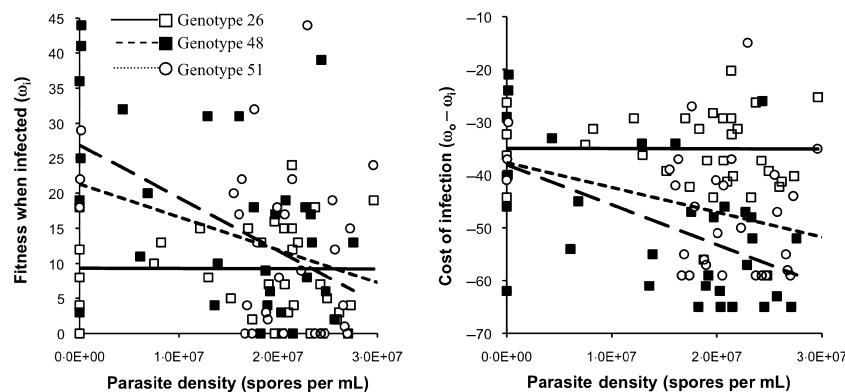 45
40
35
30
25
20
15
10
5
0
Fitness when infected (ωi)
Genotype 26
Genotype 48
Genotype 51
0·0E+00 1·0E+07 2·0E+07 3·0E+07
Parasite density (spores per mL)
–10
–20
–30
–40
–50
–60
–70
Cost of infection (ωo – ωi)
0·0E+00 1·0E+07 2·0E+07 3·0E+07
Parasite density (spores per mL)